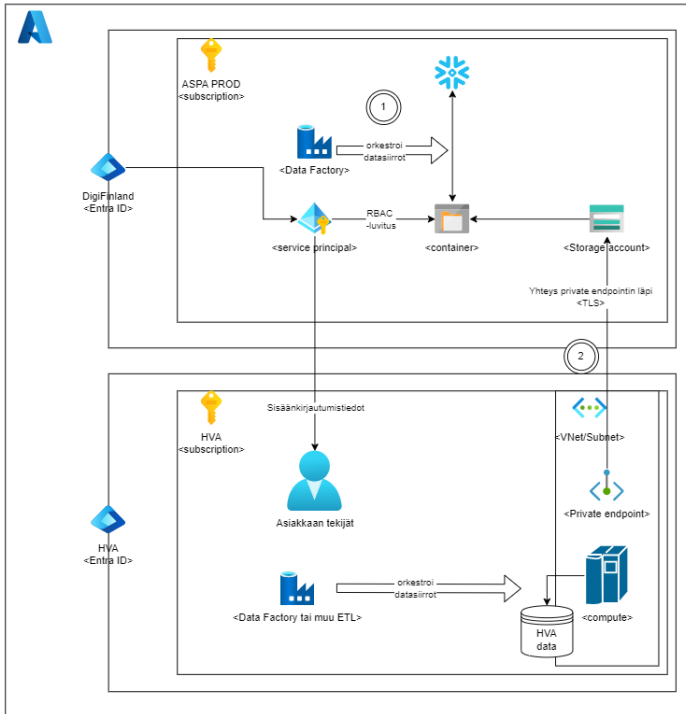 ASPA PROD
<subscription>
1
orkestroi
datasiirrot
<Data Factory>
DigiFinland
<Entra ID>
RBAC
-luvitus
<service principal>
<container>
<Storage account>
Yhteys private endpointin läpi
<TLS>
2
Sisäänkirjautumistiedot
HVA
<subscription>
<VNet/Subnet>
Asiakkaan tekijät
<Private endpoint>
HVA
<Entra ID>
orkestroi
datasiirrot
<Data Factory tai muu ETL>
<compute>
HVA
data